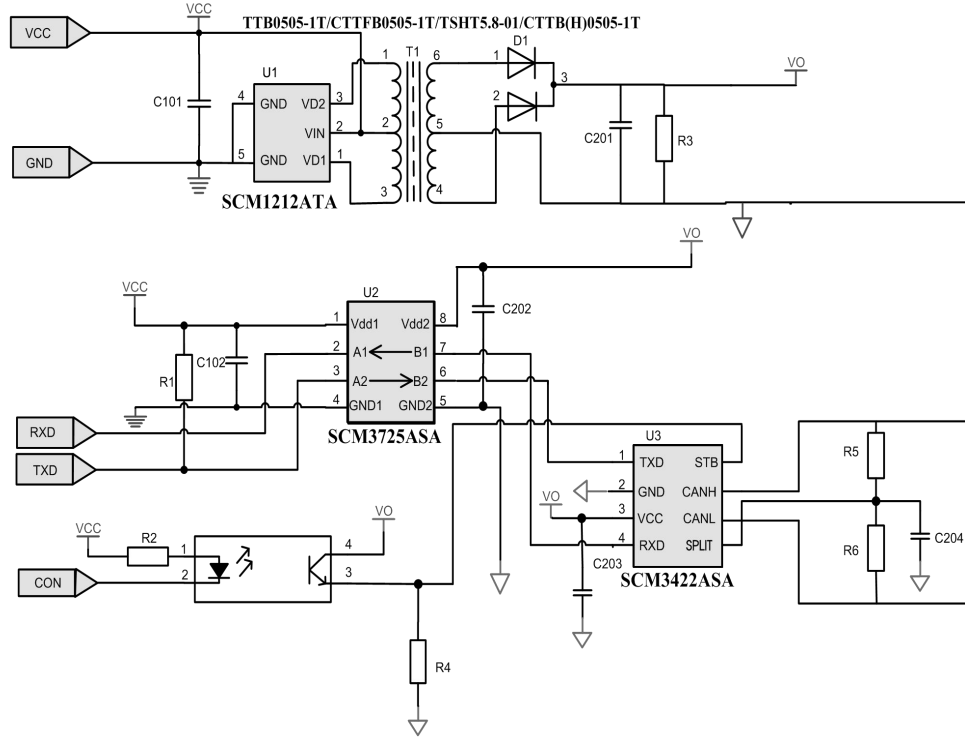 VCC
TTB0505-1T/CTTFB0505-1T/TSHT5.8-01/CTTB(H)0505-1T
VCC
T1
D1
1
6
1
3
VO
U1
C101
4 GND VD2 3
2
VIN 2
2
5
C201
R3
GND
5 GND VD1 1
3
4
SCM1212ATA
VO
VCC
U2
1 Vdd1 Vdd2 8
C202
2 A1 B1 7
C102
R1
3 A2 B2 6
4 GND1 GND2 5
RXD
SCM3725ASA
TXD
U3
1 TXD STB
R5
2 GND CANH
VO
3 VCC CANL
4 RXD SPLIT
R6
C204
C203
SCM3422ASA
VCC
R2
VO
1
4
CON
2
3
R4